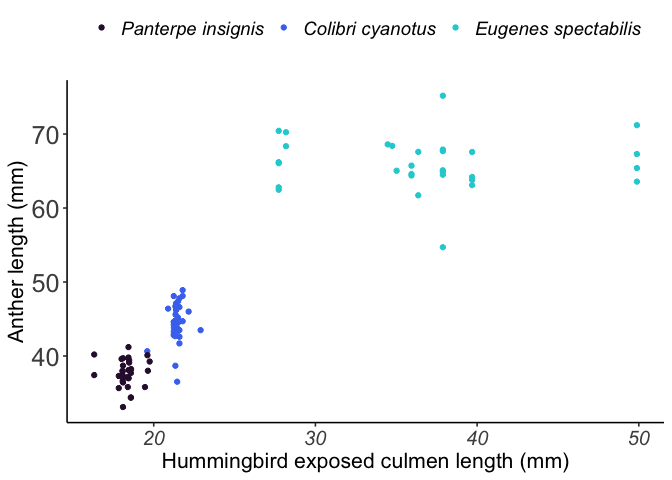 Panterpe insignis Colibri cyanotus Eugenes spectabilis
70
60
50
40
Anther length (mm)
20 30 40 50
Hummingbird exposed culmen length (mm)